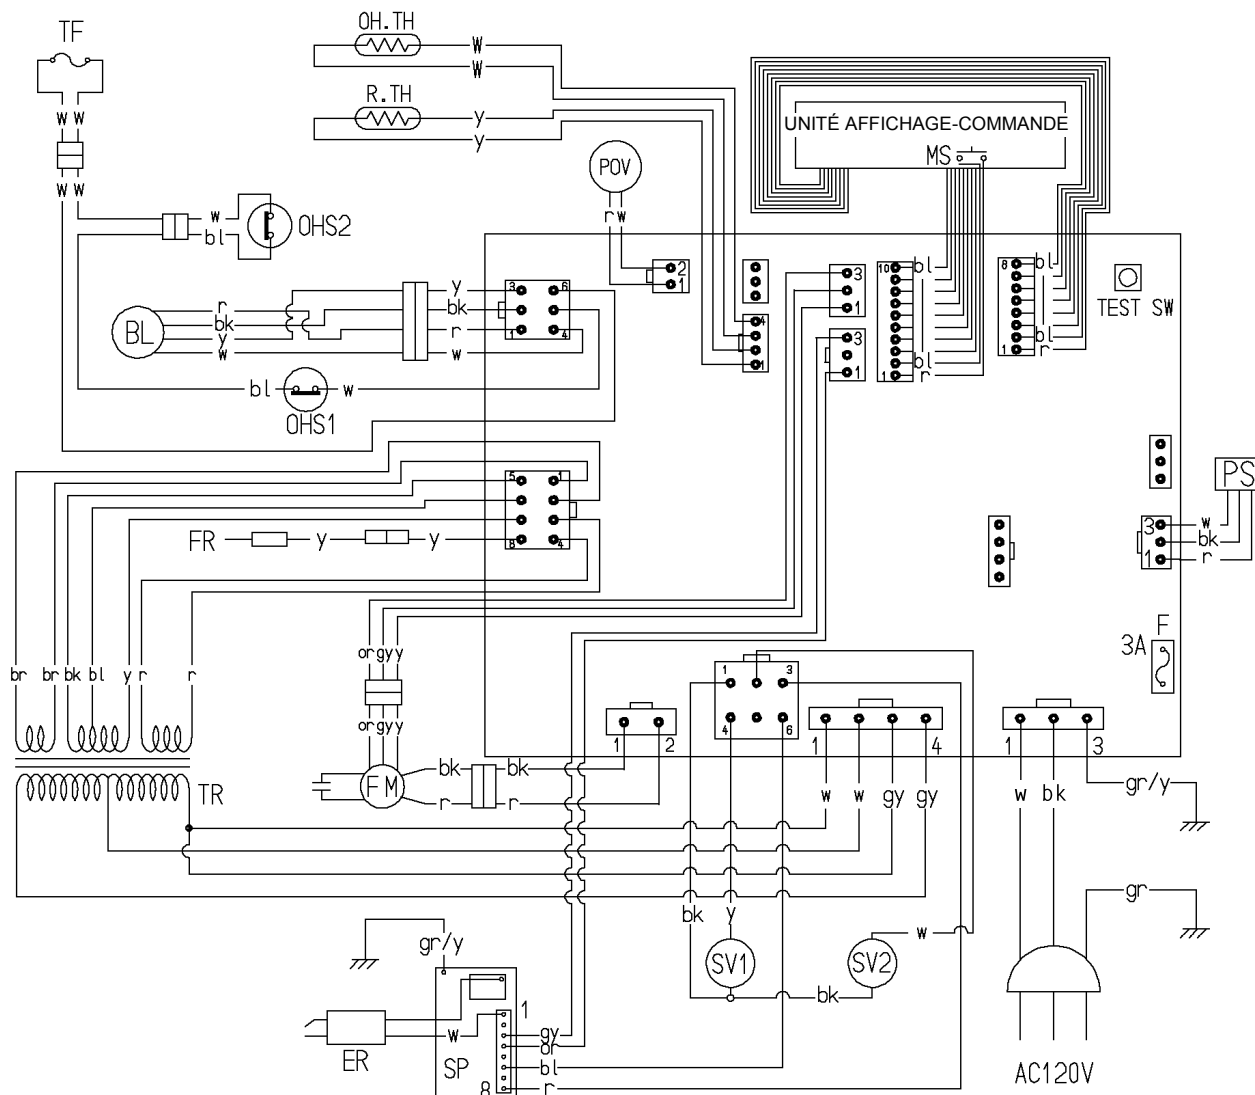 TF
OH.TH
W
W
R.TH
y
y
UNITÉ AFFICHAGE-COMMANDE
MS
W W
W W
POV
r w
w
bl
OHS2
y
bk
r
w
3 6
1 4
r
bk
y
w
BL
2
1
4
1
3
1
3
1
10
bl
bl
1 r
8
bl
bl
1 r
TEST SW
bl
w
OHS1
5 1
8 4
FR
y
y
PS
3
1
w
bk
r
F
3A
br br bk bl y r r
or gy y
or gy y
1 3
4 6
1 2
1 4
1 3
TR
FM
bk bk
r r
w w gy gy
w bk
gr/y
gr
bk y
w
SV1
SV2
bk
gr/y
1
w
gy
or
bl
r
8
ER
SP
AC120V